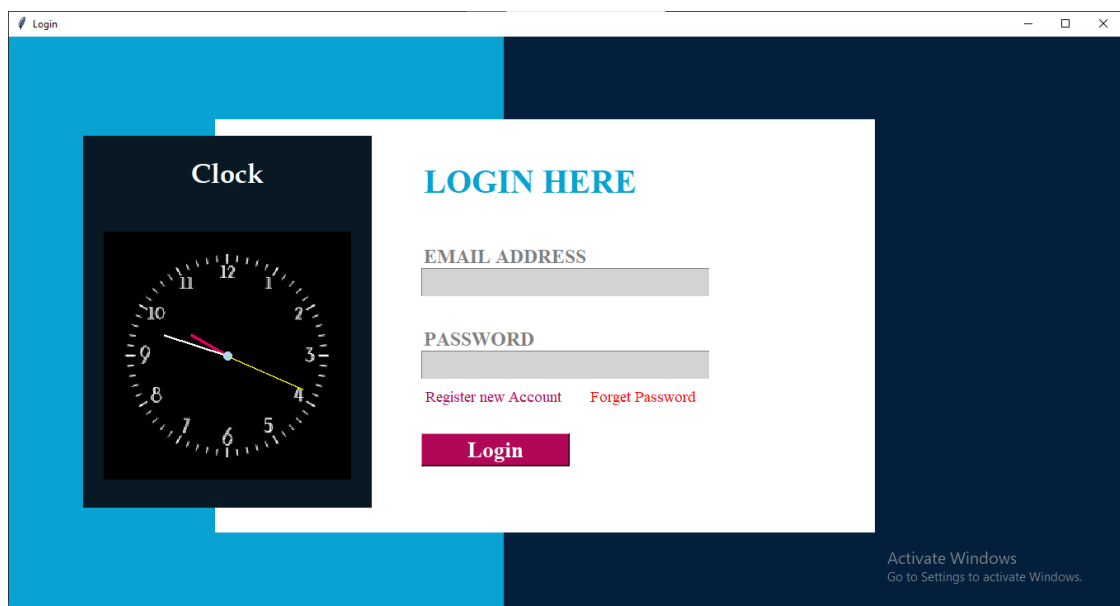 Login
Clock
12
1
2
3
4
5
6
7
8
9
10
11
LOGIN HERE
EMAIL ADDRESS
PASSWORD
Register new Account Forget Password
Login
Activate Windows
Go to Settings to activate Windows.